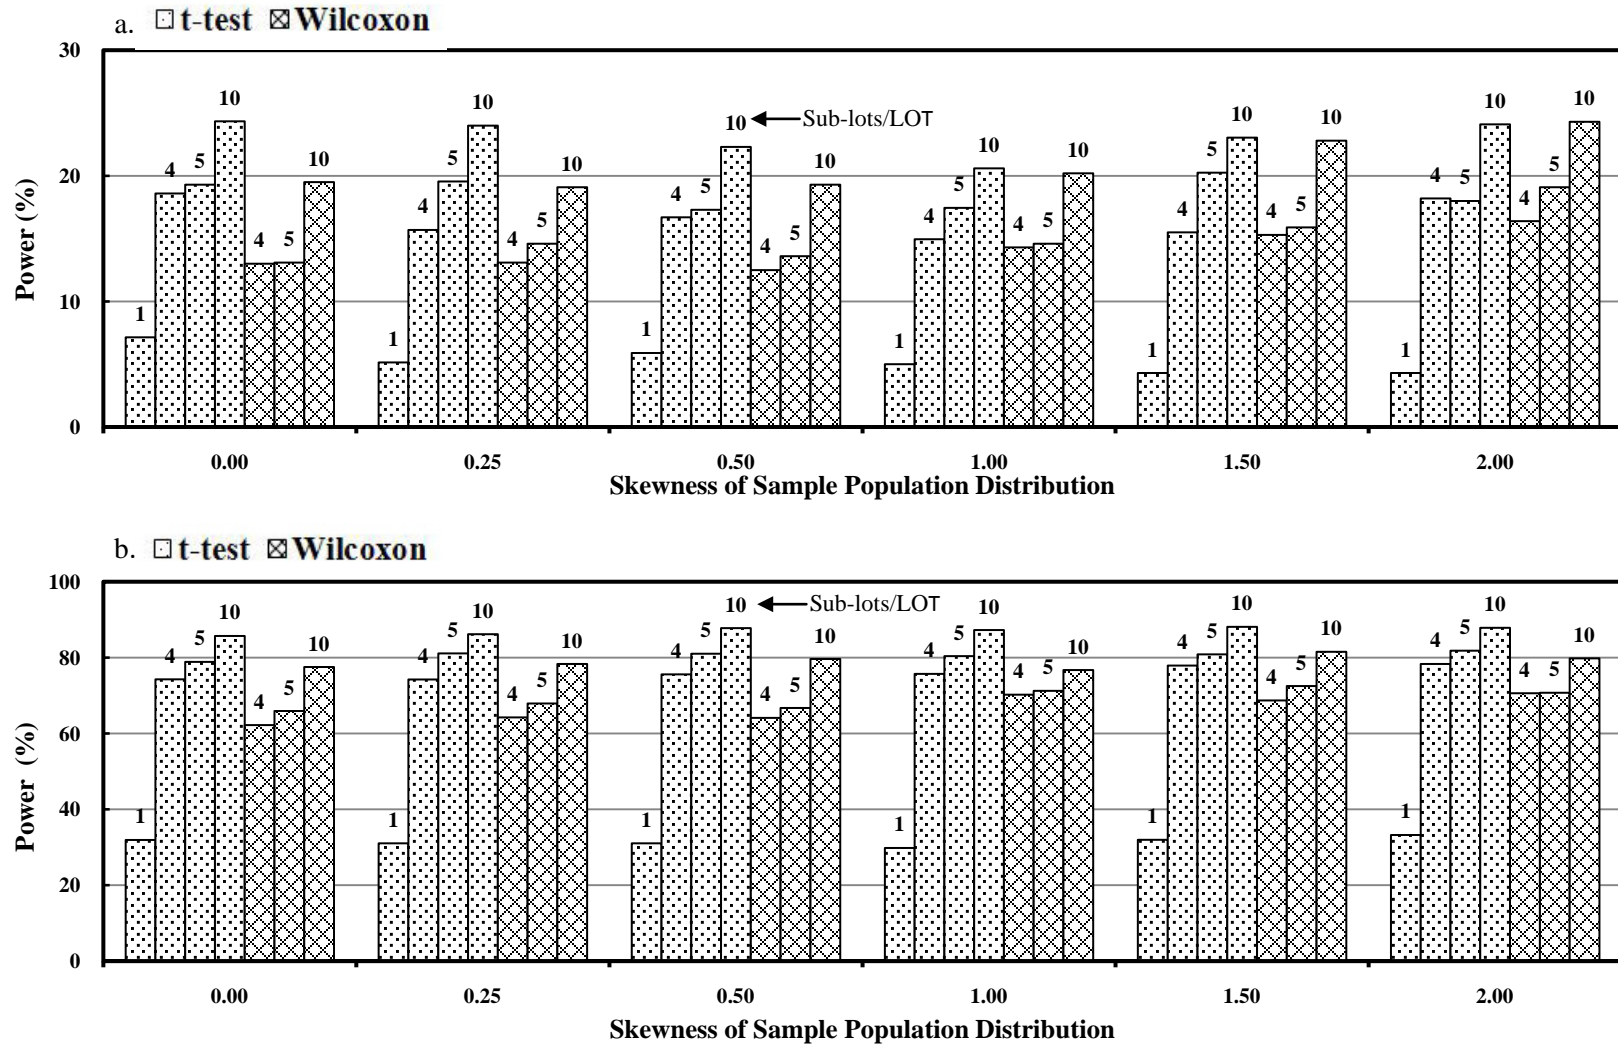 a. t-test Wilcoxon
30
20
10
0
Power (%)
1 4 5 10 4 5 10
1 4 5 10 4 5 10
1 4 5 10 4 5 10
1 4 5 10 4 5 10
1 4 5 10 4 5 10
1 4 5 10 4 5 10
Sub-lots/LOT
0.00 0.25 0.50 1.00 1.50 2.00
Skewness of Sample Population Distribution
b. t-test Wilcoxon
100
80
60
40
20
0
Power (%)
1 4 5 10 4 5 10
1 4 5 10 4 5 10
1 4 5 10 4 5 10
1 4 5 10 4 5 10
1 4 5 10 4 5 10
1 4 5 10 4 5 10
Sub-lots/LOT
0.00 0.25 0.50 1.00 1.50 2.00
Skewness of Sample Population Distribution